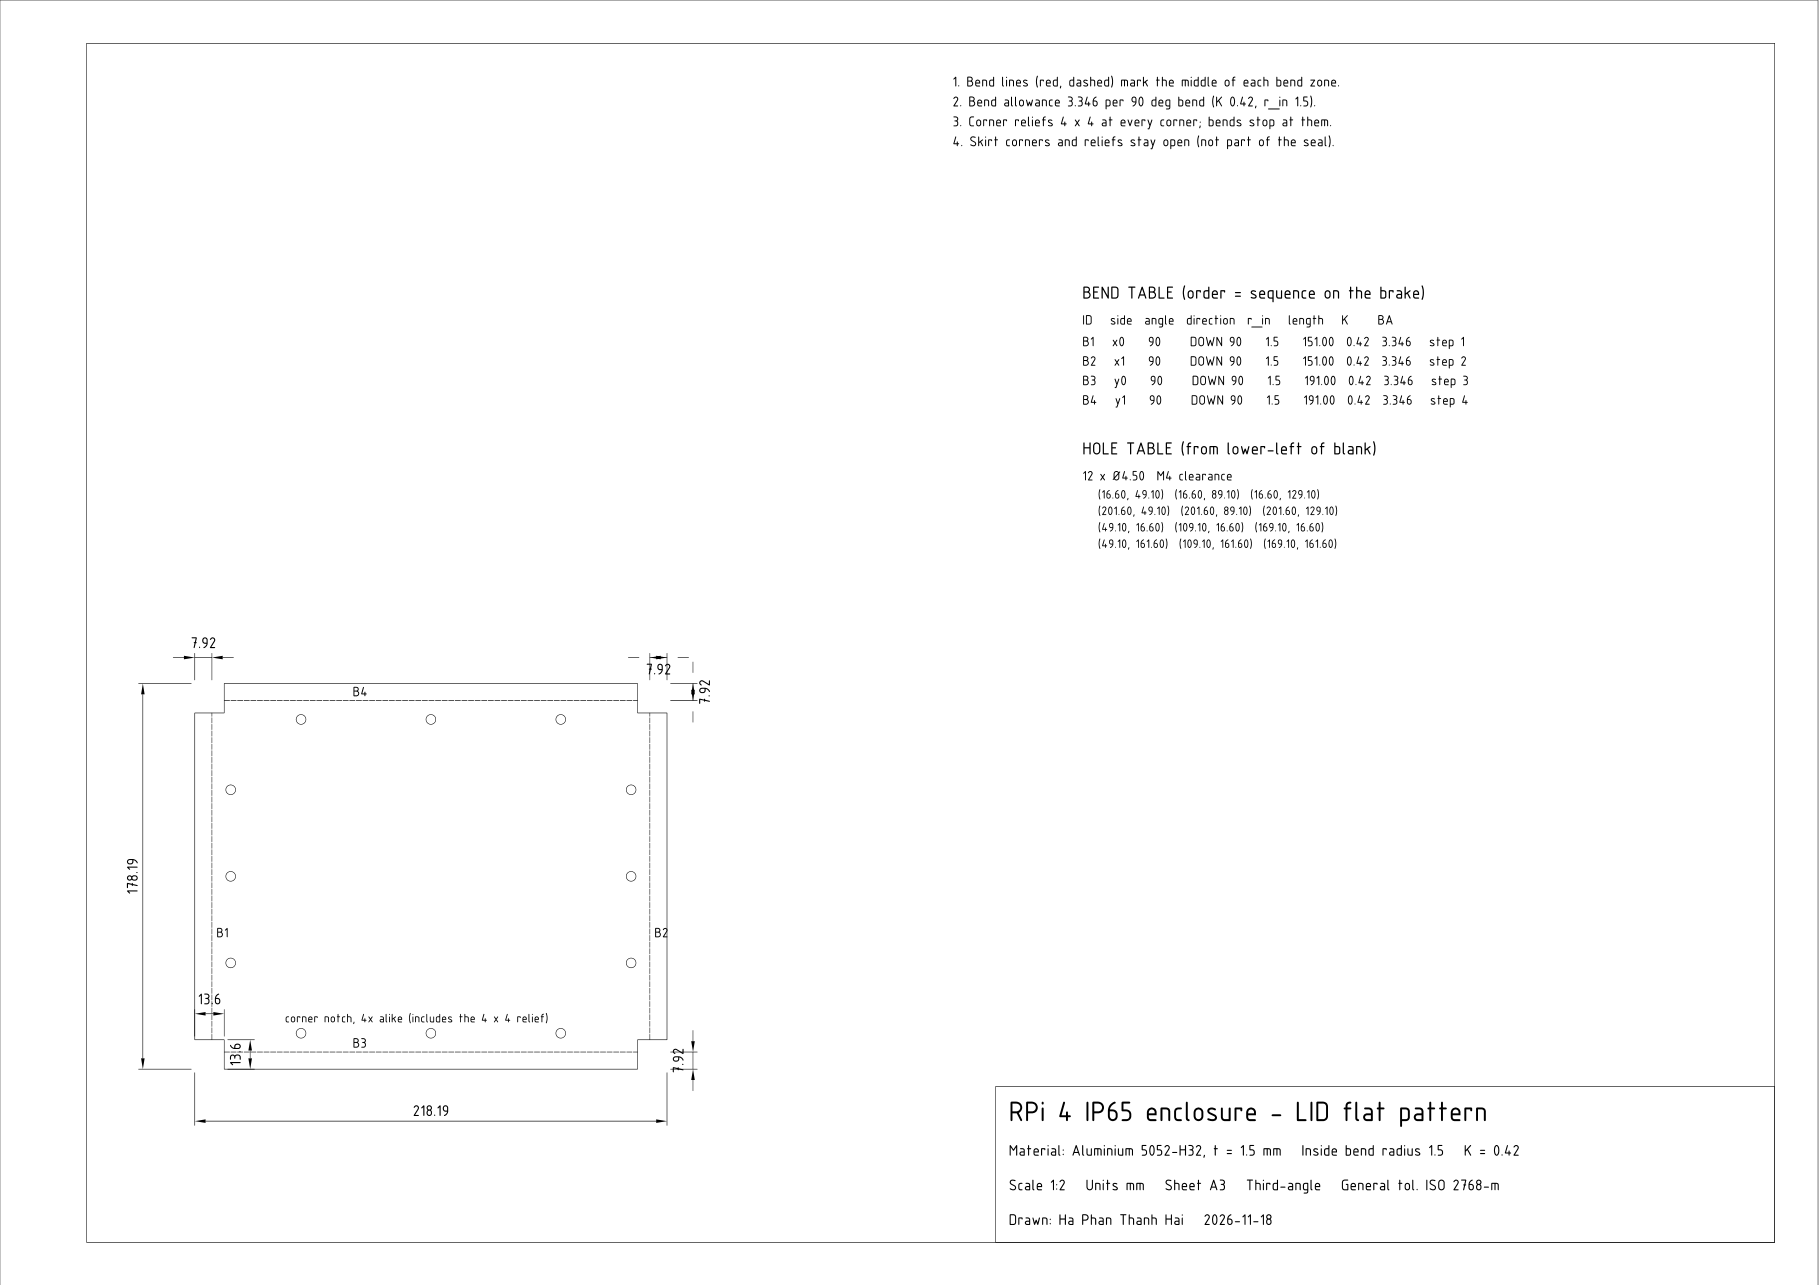 1. Bend lines (red, dashed) mark the middle of each bend zone.
2. Bend allowance 3.346 per 90 deg bend (K 0.42, r_in 1.5).
3. Corner reliefs 4 x 4 at every corner; bends stop at them.
4. Skirt corners and reliefs stay open (not part of the seal).
BEND TABLE (order = sequence on the brake)
ID side angle direction r_in length K BA
B1 x0 90 DOWN 90 1.5 151.00 0.42 3.346 step 1
B2 x1 90 DOWN 90 1.5 151.00 0.42 3.346 step 2
B3 y0 90 DOWN 90 1.5 191.00 0.42 3.346 step 3
B4 y1 90 DOWN 90 1.5 191.00 0.42 3.346 step 4
HOLE TABLE (from lower-left of blank)
12 x Ø4.50 M4 clearance
(16.60, 49.10) (16.60, 89.10) (16.60, 129.10)
(201.60, 49.10) (201.60, 89.10) (201.60, 129.10)
(49.10, 16.60) (109.10, 16.60) (169.10, 16.60)
(49.10, 161.60) (109.10, 161.60) (169.10, 161.60)
7.92
7.92
7.92
B4
178.19
B1
B2
13.6
corner notch, 4x alike (includes the 4 x 4 relief)
B3
13.6
7.92
218.19
RPi 4 IP65 enclosure - LID flat pattern
Material: Aluminium 5052-H32, t = 1.5 mm Inside bend radius 1.5 K = 0.42
Scale 1:2 Units mm Sheet A3 Third-angle General tol. ISO 2768-m
Drawn: Ha Phan Thanh Hai 2026-11-18